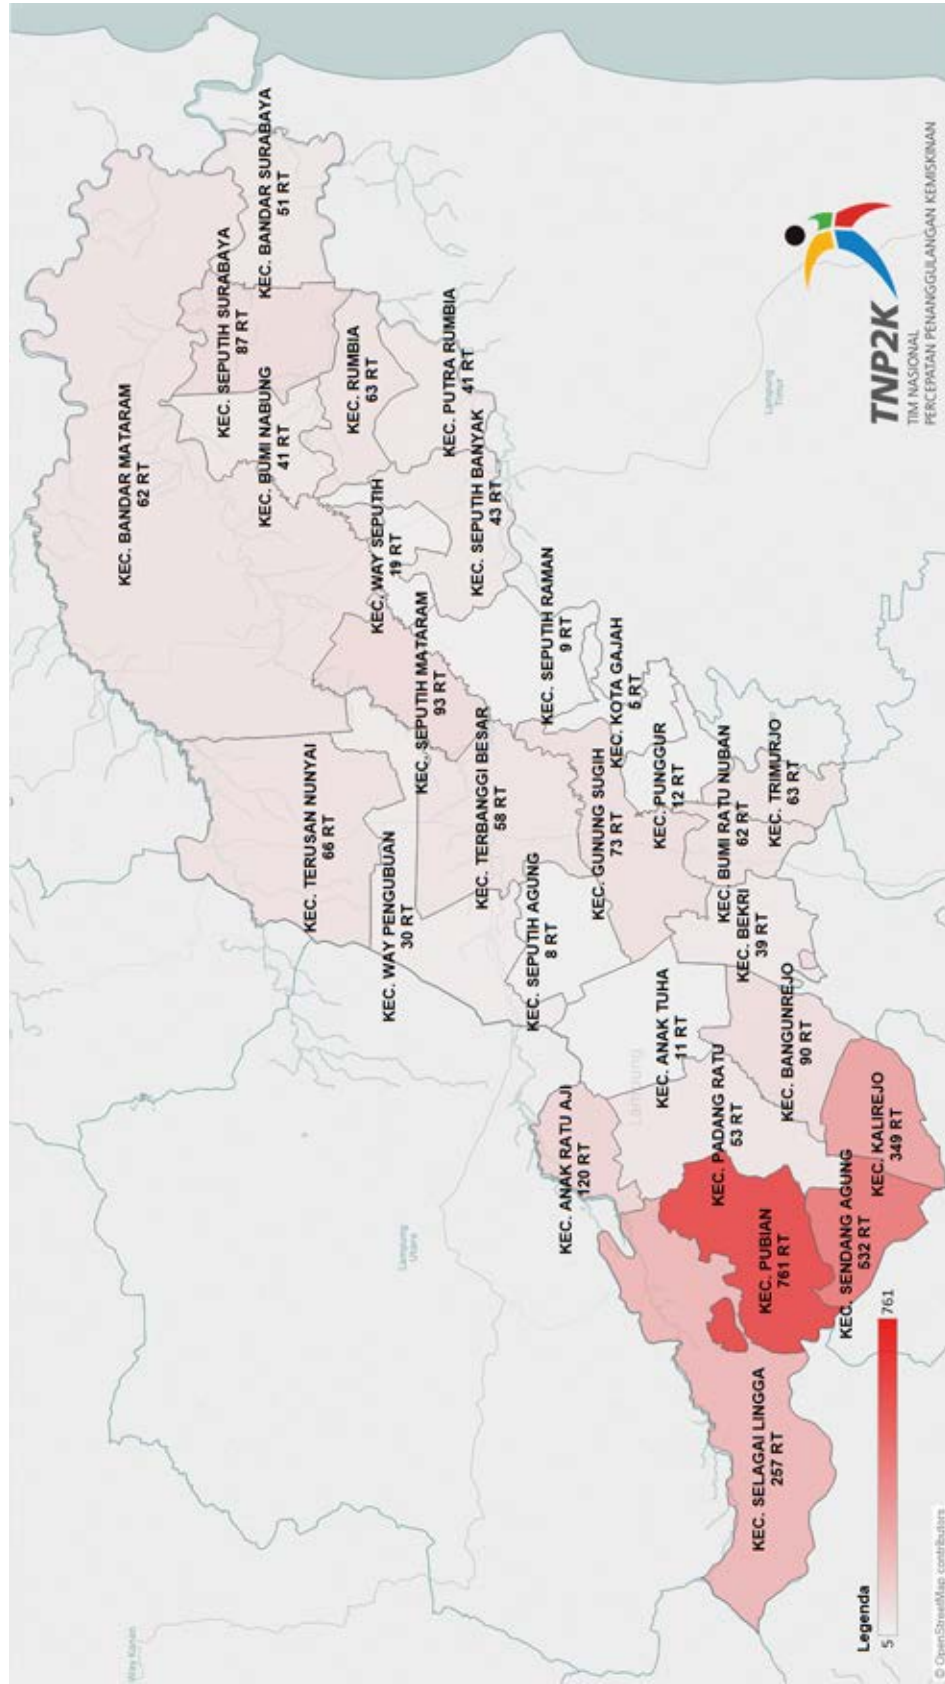 KEC. BANDAR MATARAM
62 RT
KEC. BANDAR SURABAYA
51 RT
KEC. SEPUTIH SURABAYA
87 RT
KEC. BUMI NABUNG
41 RT
KEC. RUMBIA
63 RT
KEC. PUTRA RUMBIA
41 RT
KEC. SEPUTIH BANYAK
43 RT
KEC. WAY SEPUTIH
19 RT
KEC. SEPUTIH MATARAM
93 RT
KEC. SEPUTIH RAMAN
9 RT
KEC. KOTA GAJAH
5 RT
KEC. TERUSAN NUNYAI
66 RT
KEC. WAY PENGUBUAN
30 RT
KEC. TERBANGGI BESAR
58 RT
KEC. SEPUTIH AGUNG
8 RT
KEC. GUNUNG SUGIH
73 RT
KEC. PUNGGUR
12 RT
KEC. BUMI RATU NUBAN
62 RT
KEC. TRIMURJO
63 RT
KEC. BEKRI
39 RT
KEC. ANAK TUHA
11 RT
KEC. BANGUNREJO
90 RT
KEC. PADANG RATU
53 RT
KEC. ANAK RATU AJI
120 RT
KEC. KALIREJO
349 RT
KEC. SENDANG AGUNG
532 RT
KEC. PUBIAN
761 RT
KEC. SELAGAI LINGGA
257 RT
Lampung
Lampung
Utara
Lampung
Timur
Way Kanan
Legenda
5
761
© OpenStreetMap contributors
TNP2K
TIM NASIONAL
PERCEPATAN PENANGGULANGAN KEMISKINAN